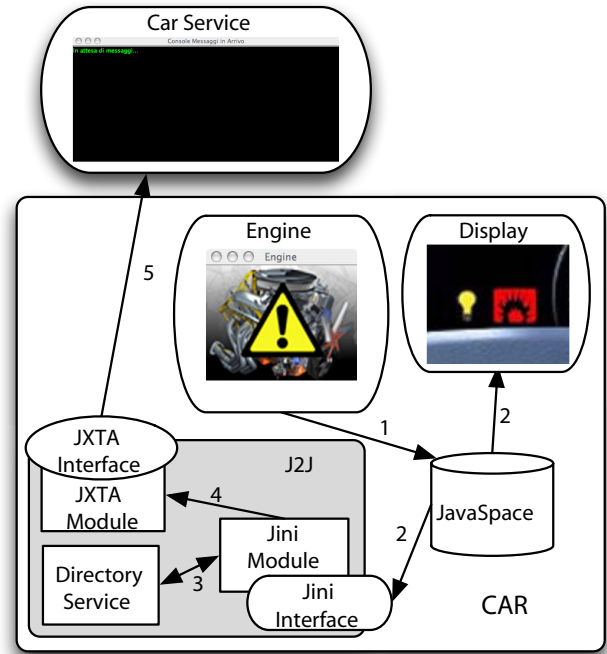 Car Service
Console Messaggi in Arrivo
In attesa di messaggi...
Engine
Engine
Display
5
1
2
JXTA
Interface
J2J
JXTA
Module
4
Jini
Module
JavaSpace
2
3
Directory
Service
Jini
Interface
CAR